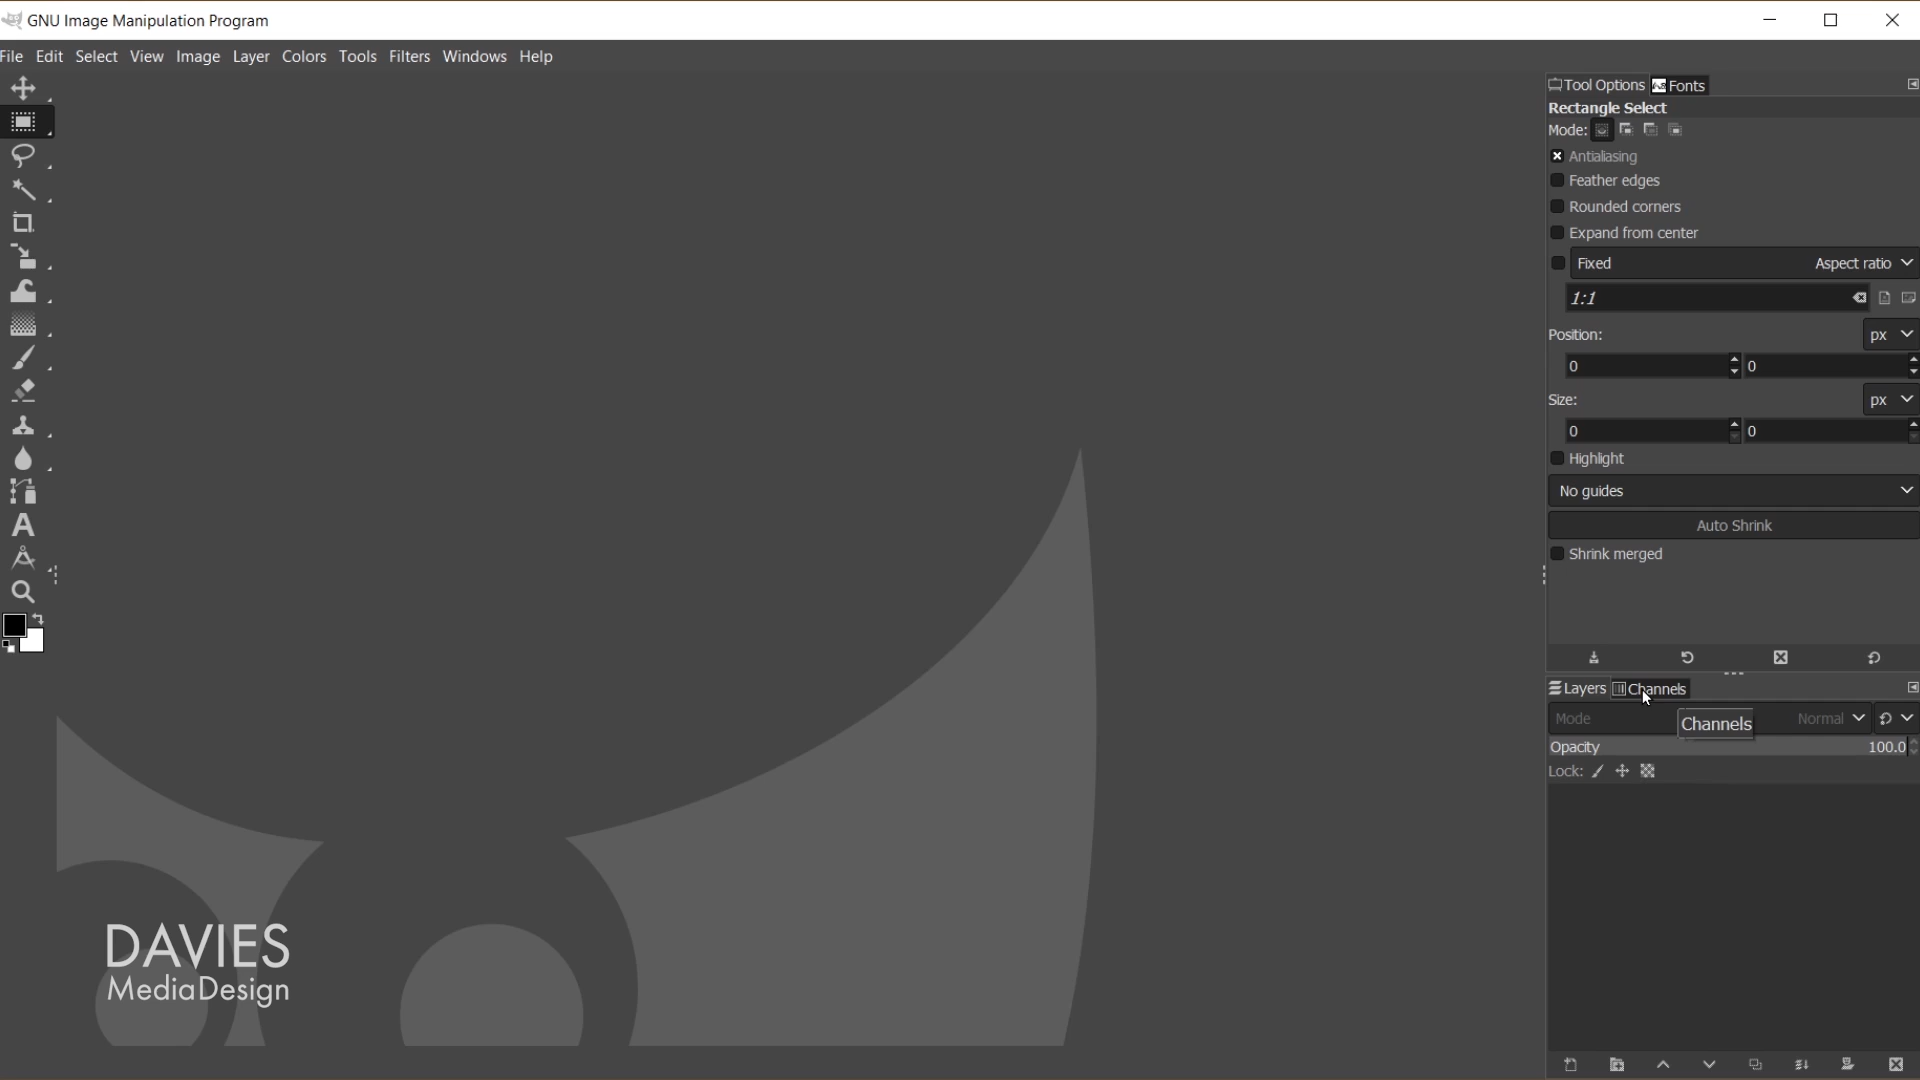 GNU Image Manipulation Program
File Edit Select View Image Layer Colors Tools Filters Windows Help
Tool Options Fonts
Rectangle Select
Mode:
Antialiasing
Feather edges
Rounded corners
Expand from center
Fixed Aspect ratio
1:1
Position: px
0 0
Size: px
0 0
Highlight
No guides
Auto Shrink
Shrink merged
Layers Channels
Mode Normal
Channels
Opacity 100.0
Lock:
A
DAVIES
MediaDesign